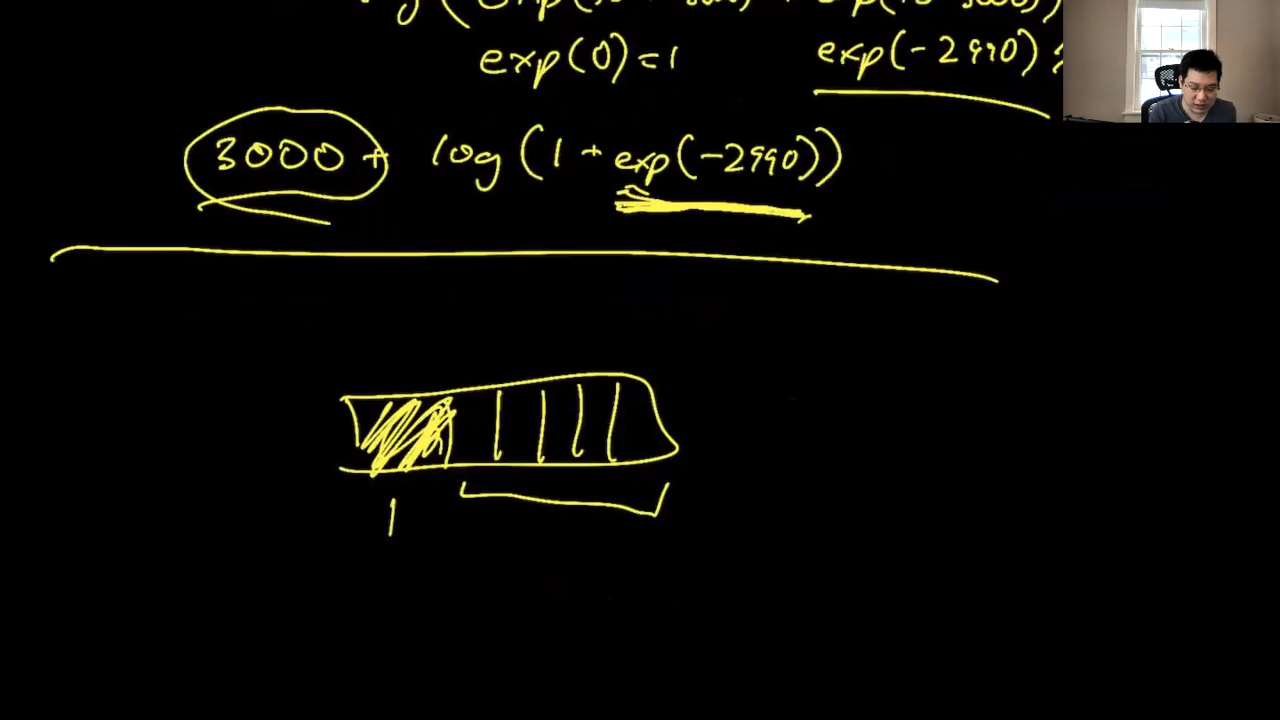 exp(0)=1 exp(-2990)
3000 + log(1 + exp(-2990))
1